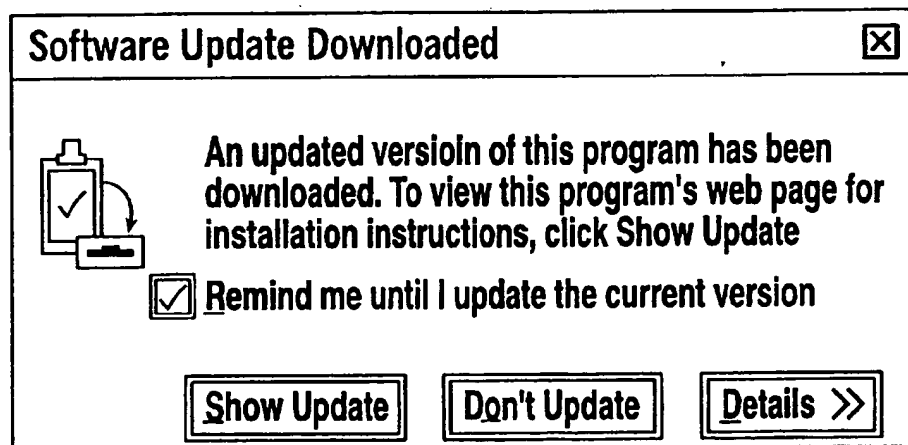 Software Update Downloaded
An updated versioin of this program has been
downloaded. To view this program's web page for
installation instructions, click Show Update
Remind me until I update the current version
Show Update Don't Update Details >>